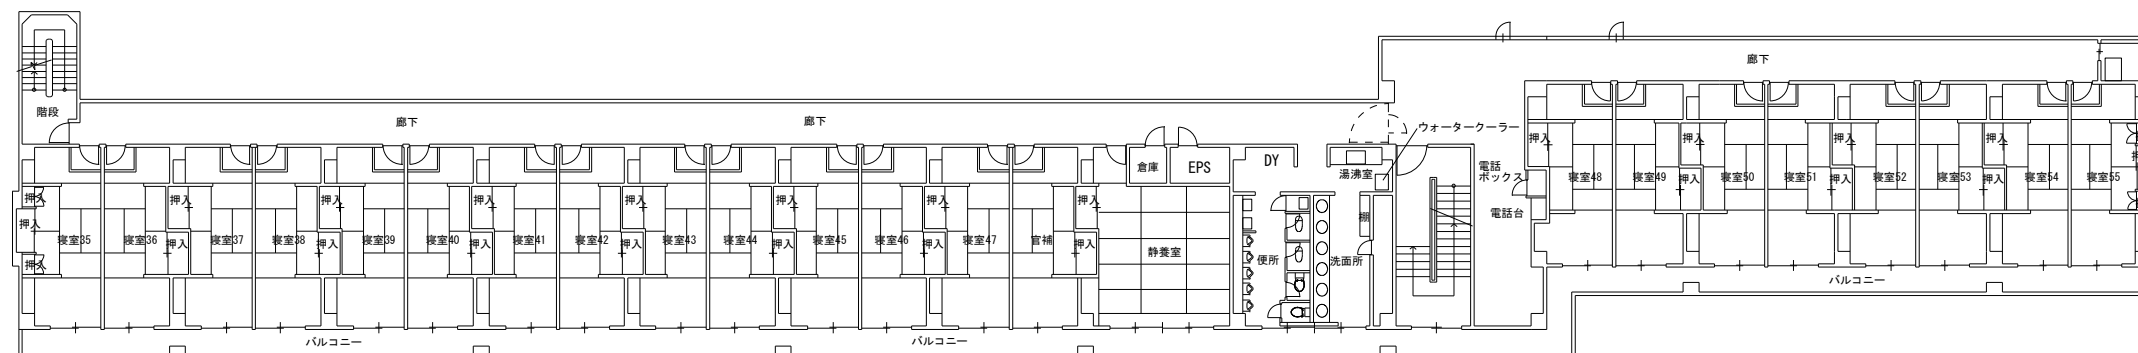 廊下
階段
廊下
廊下
ウォータークーラー
倉庫
EPS
DY
湯沸室
電話
ボックス
電話台
押入
押入
押入
押入
押入
押入
押入
押入
押入
寝室48
寝室49
寝室50
寝室51
寝室52
寝室53
寝室54
寝室55
押入
押入
押入
押入
押入
押入
押入
押入
押入
押入
棚
押入
寝室35
寝室36
押入
寝室37
寝室38
押入
寝室39
寝室40
押入
寝室41
寝室42
押入
寝室43
寝室44
押入
寝室45
寝室46
押入
寝室47
官補
押入
静養室
便所
洗面所
押入
バルコニー
バルコニー
バルコニー